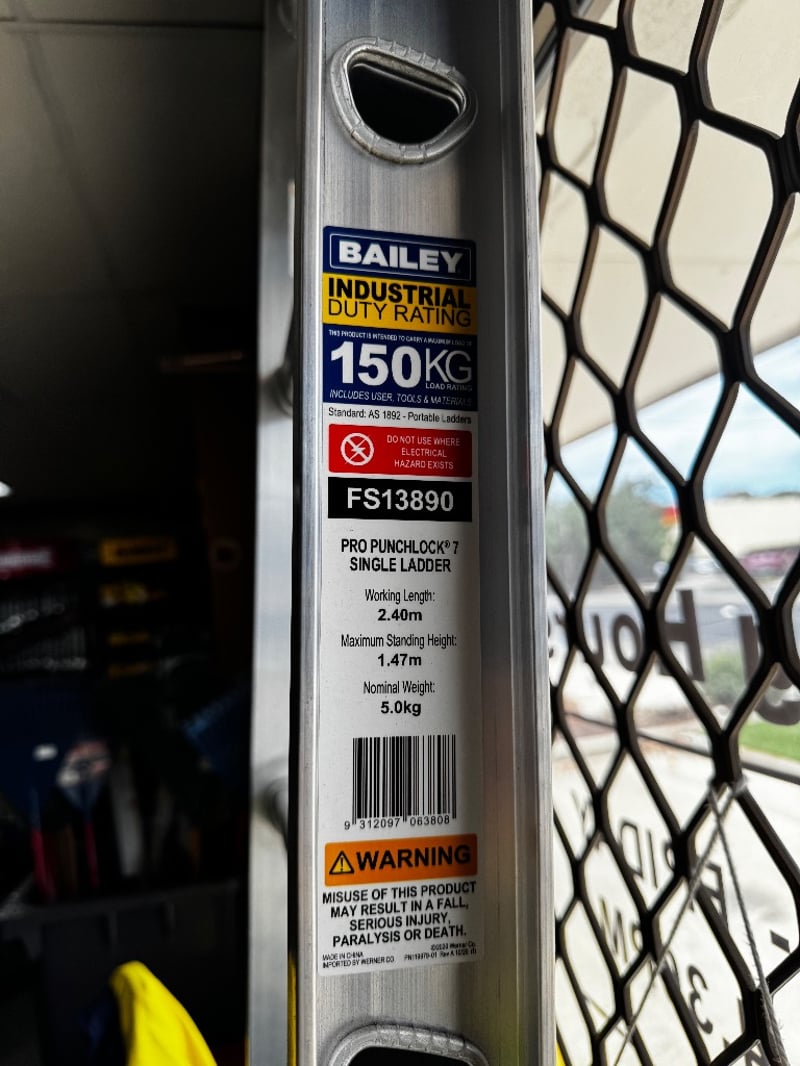 BAILEY
INDUSTRIAL
DUTY RATING
THIS PRODUCT IS INTENDED TO CARRY A MAXIMUM LOAD OF
150KG
LOAD RATING
INCLUDES USER, TOOLS & MATERIALS
Standard: AS 1892 - Portable Ladders
DO NOT USE WHERE
ELECTRICAL
HAZARD EXISTS
FS13890
PRO PUNCHLOCK® 7
SINGLE LADDER
Working Length:
2.40m
Maximum Standing Height:
1.47m
Nominal Weight:
5.0kg
9 312097 063808
WARNING
MISUSE OF THIS PRODUCT
MAY RESULT IN A FALL,
SERIOUS INJURY,
PARALYSIS OR DEATH.
MADE IN CHINA
IMPORTED BY WERNER CO
Werner Co.
Hours